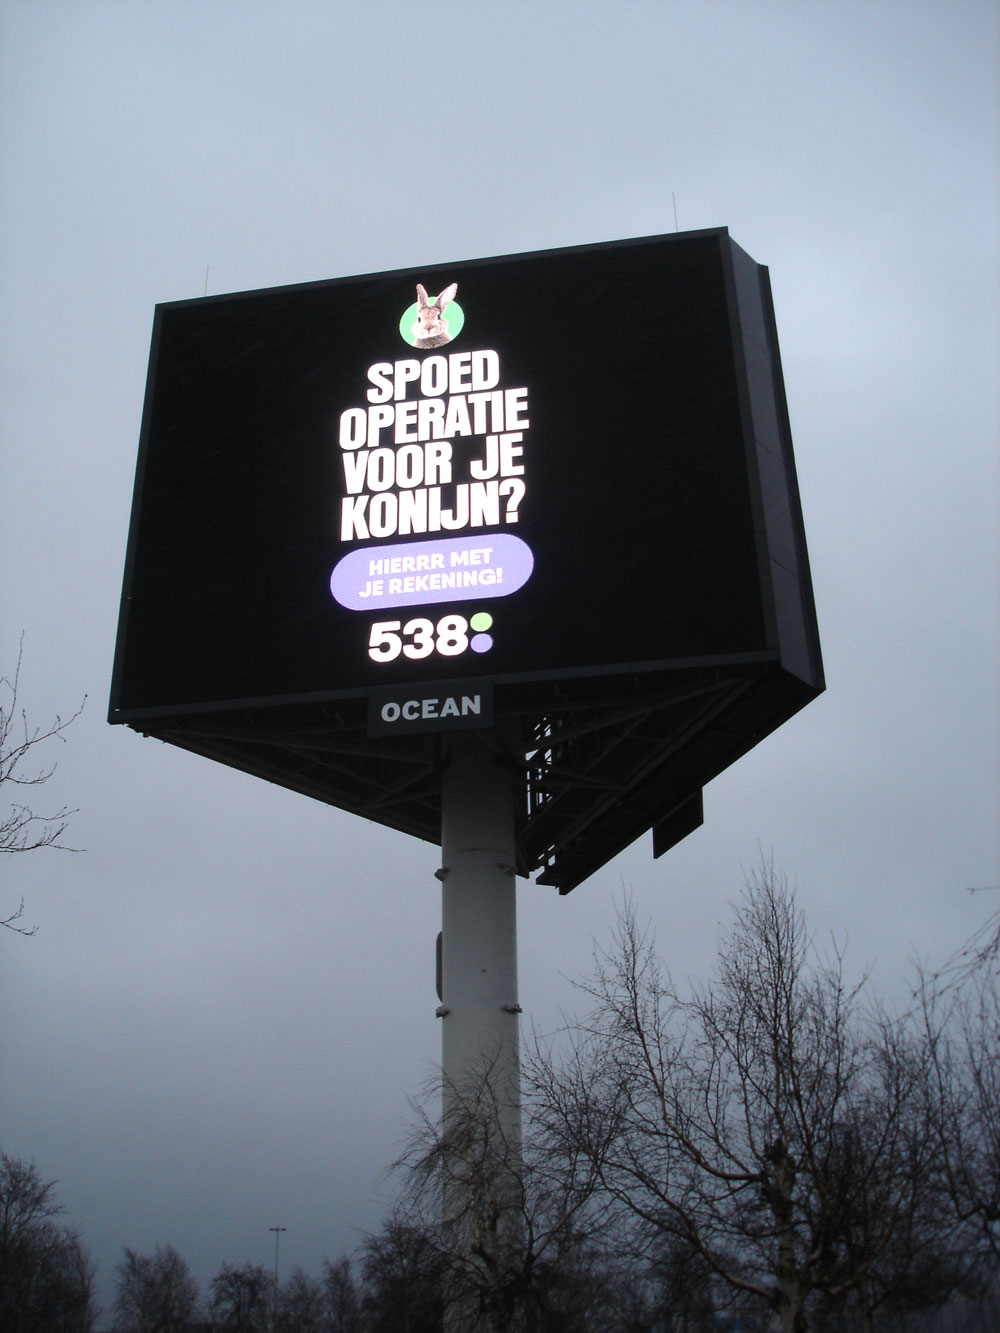 SPOED
OPERATIE
VOOR JE
KONIJN?
HIERRR MET
JE REKENING!
538
OCEAN